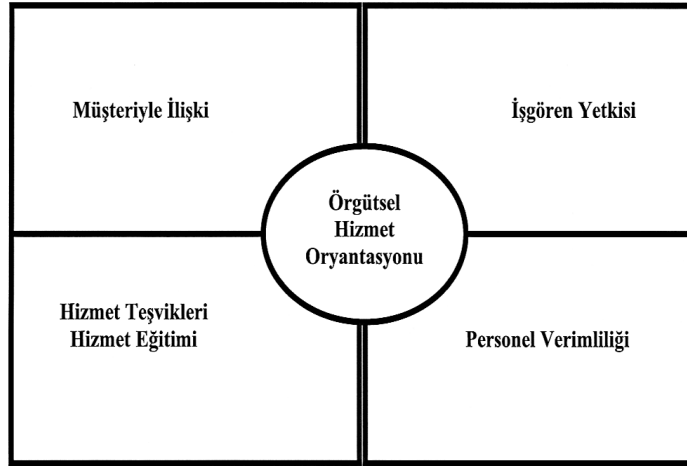 Müşteriyle İlişki
İşgören Yetkisi
Örgütsel
Hizmet
Oryantasyonu
Hizmet Teşvikleri
Hizmet Eğitimi
Personel Verimliliği